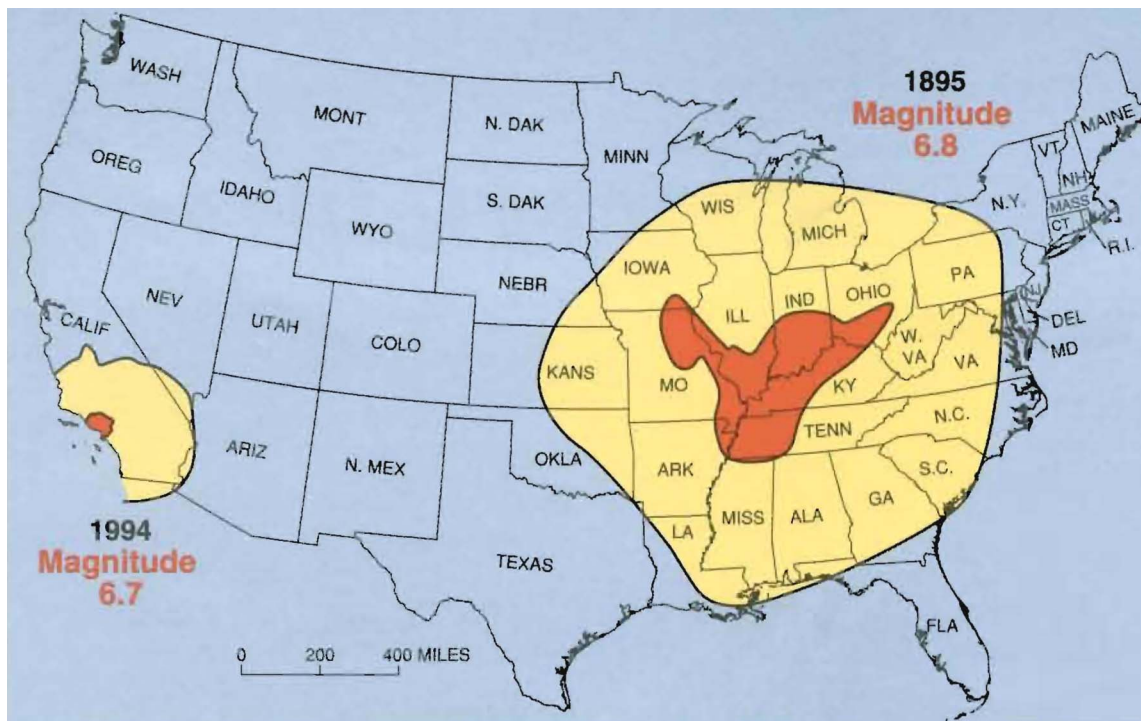 WASH
OREG
CALIF
NEV
IDAHO
MONT
WYO
UTAH
COLO
ARIZ
N. MEX
N. DAK
S. DAK
NEBR
KANS
OKLA
TEXAS
MINN
IOWA
MO
ARK
LA
WIS
ILL
MICH
IND
OHIO
KY
TENN
MISS
ALA
GA
FLA
S.C.
N.C.
VA
W.
VA
PA
N.Y.
VT
NH
MAINE
MASS
CT
R.I.
NJ
DEL
MD
1895
Magnitude
6.8
1994
Magnitude
6.7
0 200 400 MILES